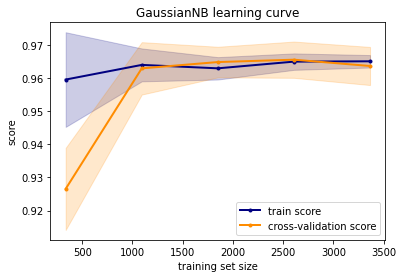 GaussianNB learning curve
score
0.97
0.96
0.95
0.94
0.93
0.92
500
1000
1500
2000
2500
3000
3500
training set size
train score
cross-validation score